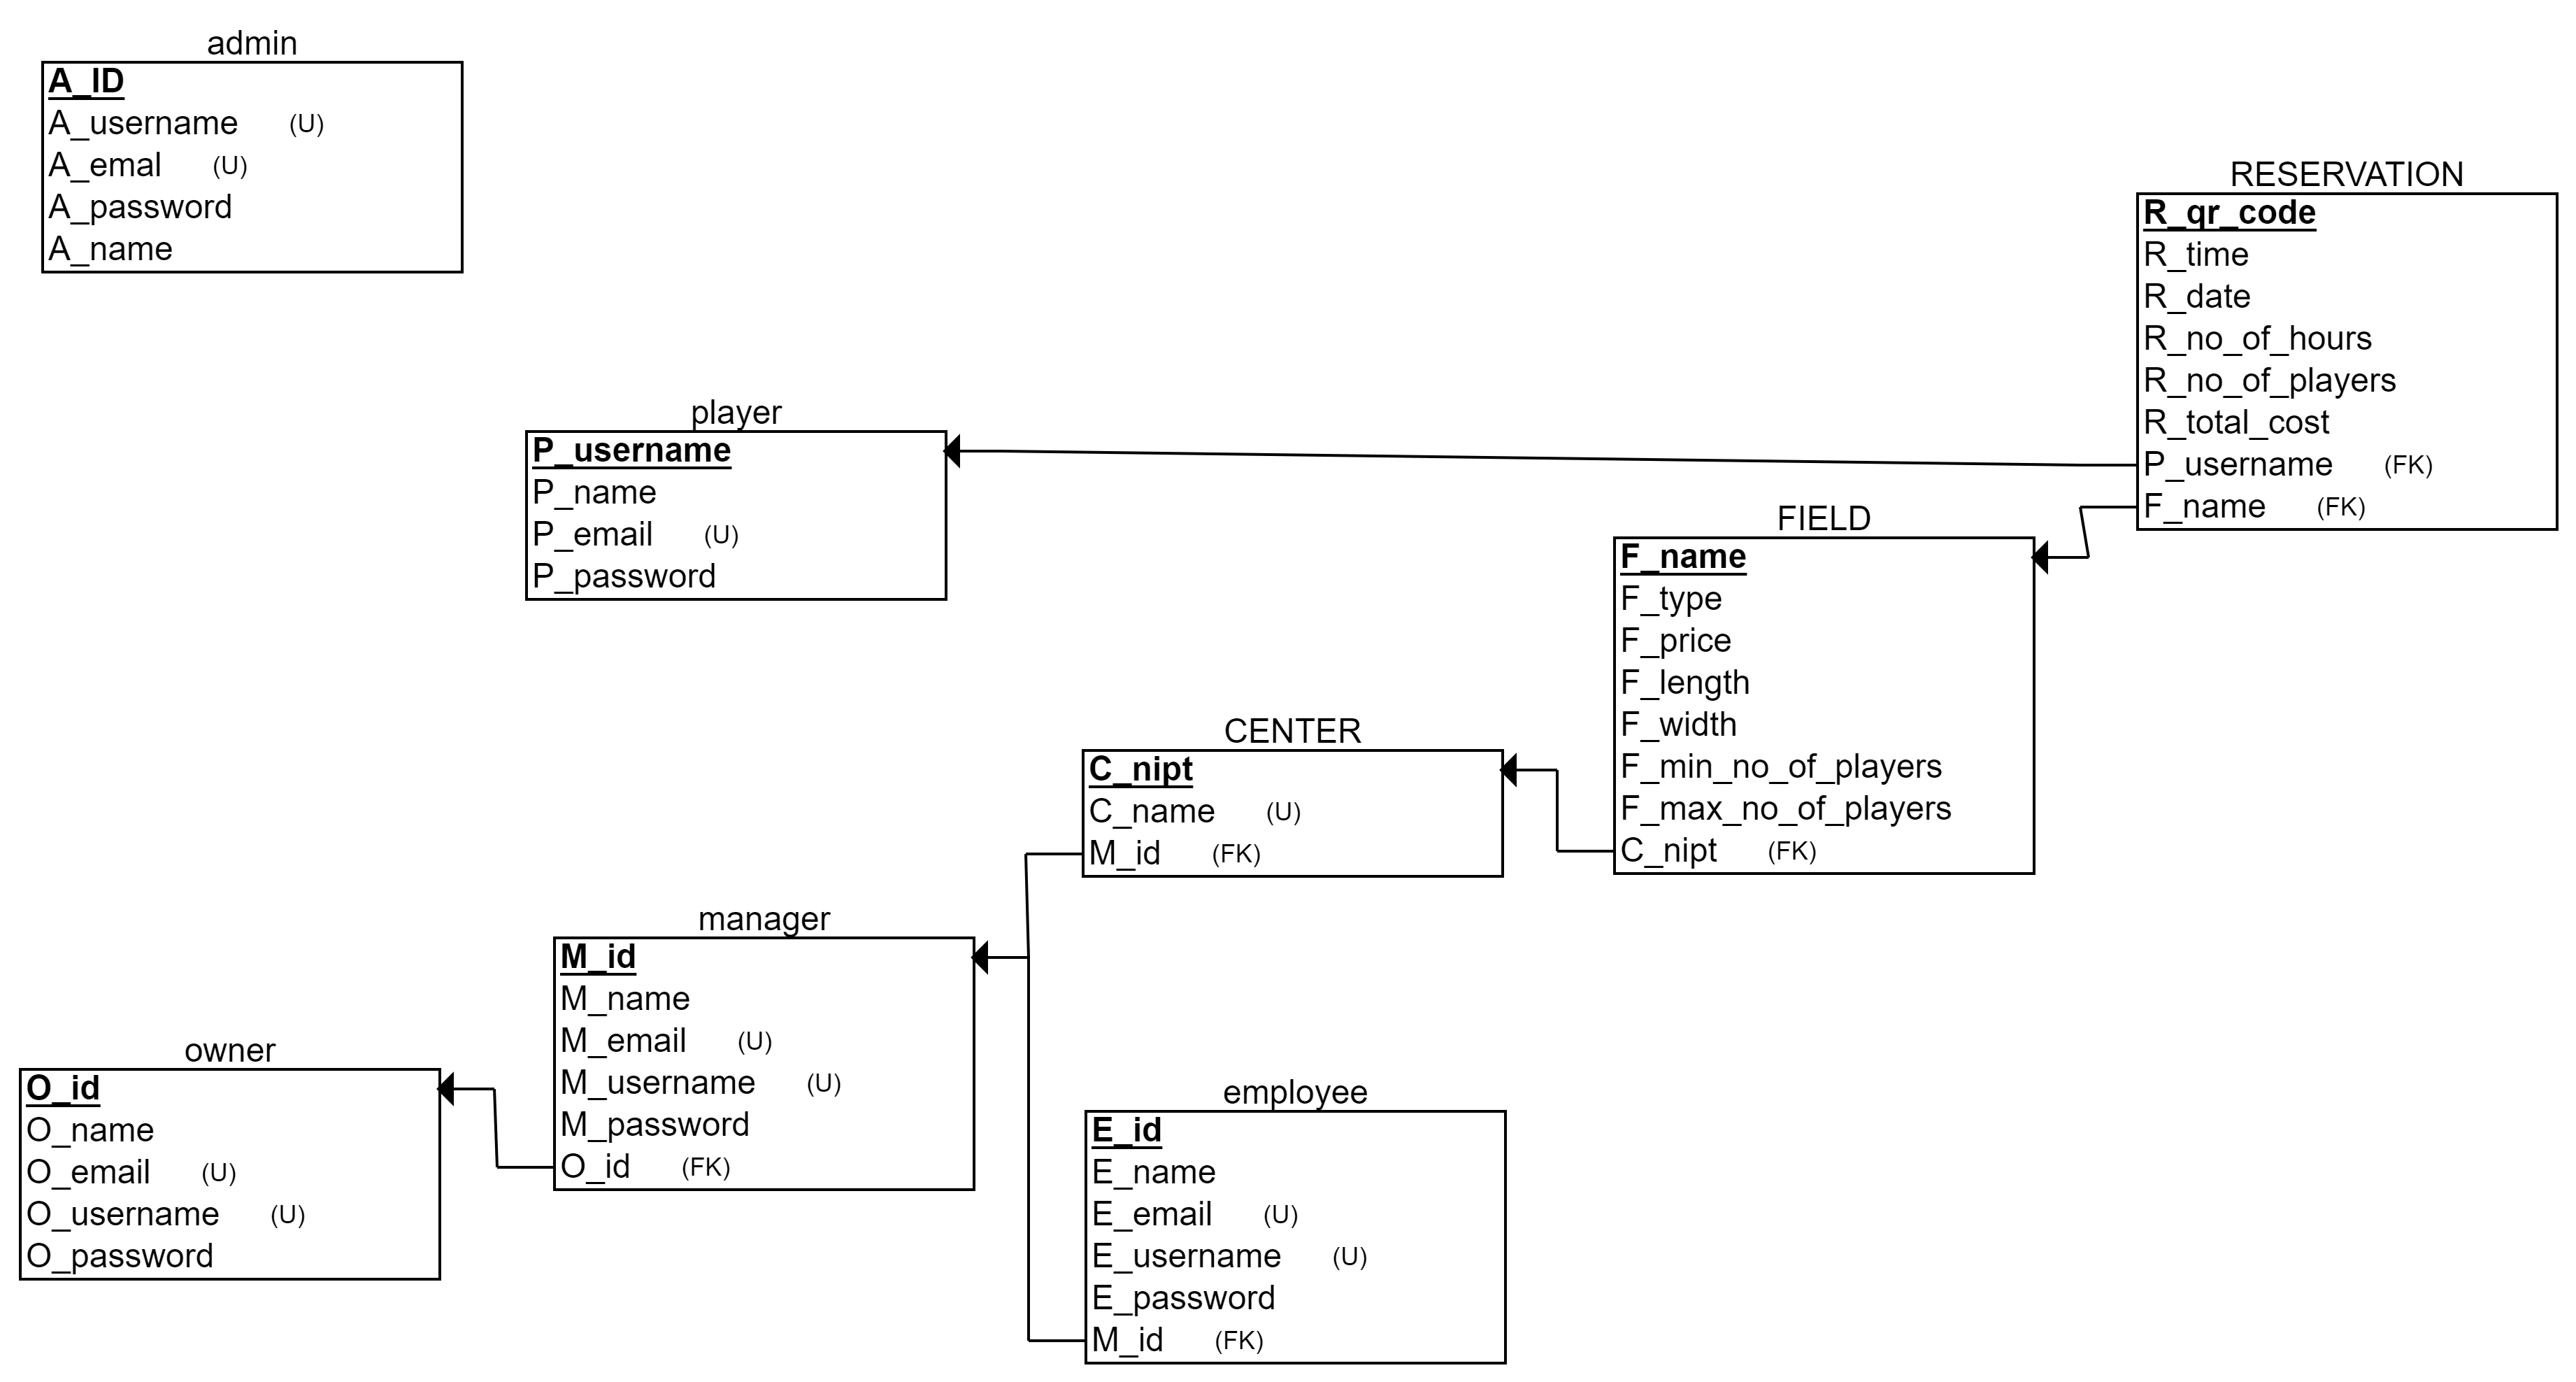 admin
A_ID
A_username (U)
A_emal (U)
A_password
A_name
RESERVATION
R_qr_code
R_time
R_date
R_no_of_hours
R_no_of_players
R_total_cost
P_username (FK)
F_name (FK)
player
P_username
P_name
P_email (U)
P_password
FIELD
F_name
F_type
F_price
F_length
F_width
F_min_no_of_players
F_max_no_of_players
C_nipt (FK)
CENTER
C_nipt
C_name (U)
M_id (FK)
manager
M_id
M_name
M_email (U)
M_username (U)
M_password
O_id (FK)
owner
O_id
O_name
O_email (U)
O_username (U)
O_password
employee
E_id
E_name
E_email (U)
E_username (U)
E_password
M_id (FK)